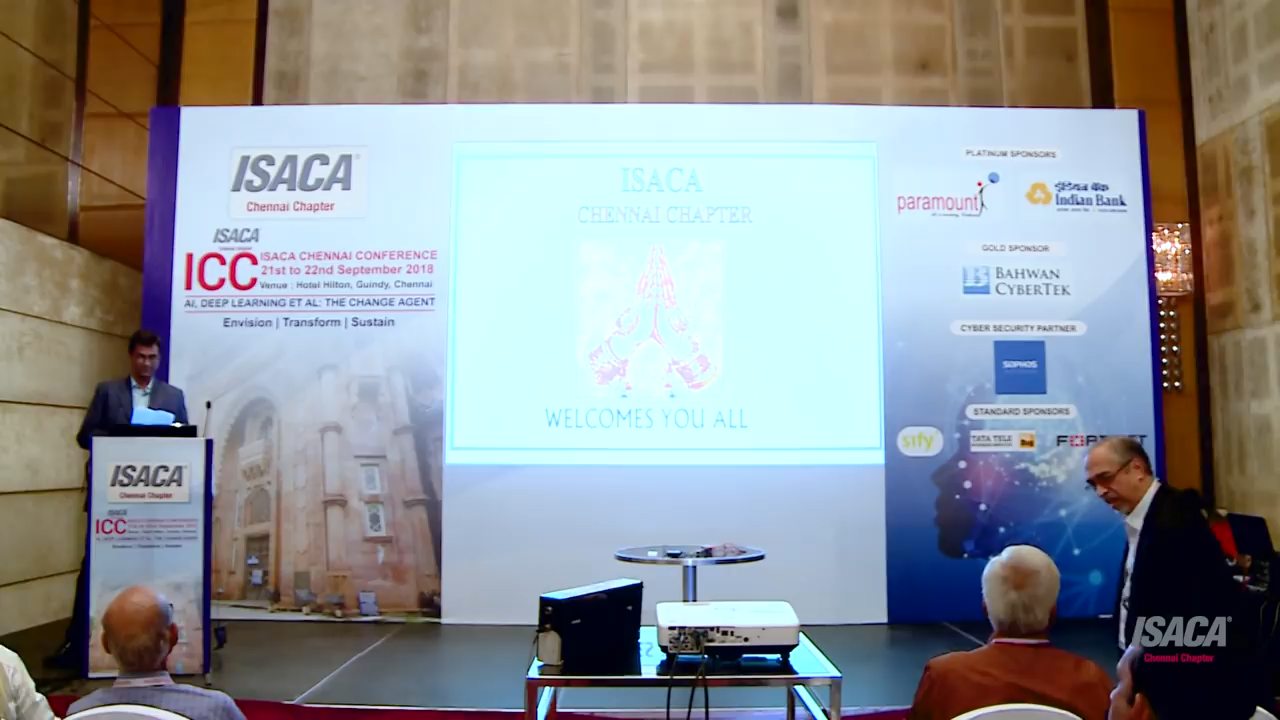 ISACA
Chennai Chapter
ISACA
ICC
ISACA CHENNAI CONFERENCE
21st to 22nd September 2018
Venue : Hotel Hilton, Guindy, Chennai
AI, DEEP LEARNING ET AL: THE CHANGE AGENT
Envision | Transform | Sustain
ISACA
CHENNAI CHAPTER
WELCOMES YOU ALL
PLATINUM SPONSORS
paramount
इंडियन बैंक
Indian Bank
GOLD SPONSOR
BAHWAN
CYBERTEK
CYBER SECURITY PARTNER
SOPHOS
STANDARD SPONSORS
sify
TATA TELE
ISACA
Chennai Chapter
ISACA
ICC
ISACA
Chennai Chapter